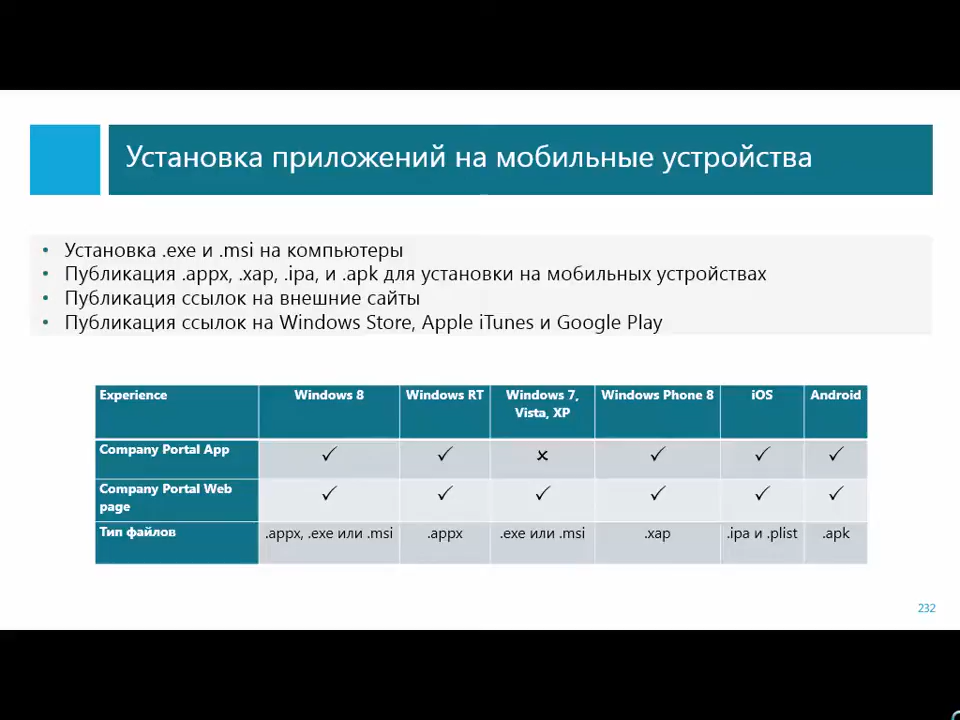 Установка приложений на мобильные устройства
• Установка .exe и .msi на компьютеры
• Публикация .appx, .xap, .ipa, и .apk для установки на мобильных устройствах
• Публикация ссылок на внешние сайты
• Публикация ссылок на Windows Store, Apple iTunes и Google Play
Experience Windows 8 Windows RT Windows 7, Windows Phone 8 iOS Android
Vista, XP
Company Portal App ✓ ✓ × ✓ ✓ ✓
Company Portal Web ✓ ✓ ✓ ✓ ✓ ✓
page
Тип файлов .appx, .exe или .msi .appx .exe или .msi .xap .ipa и .plist .apk
232